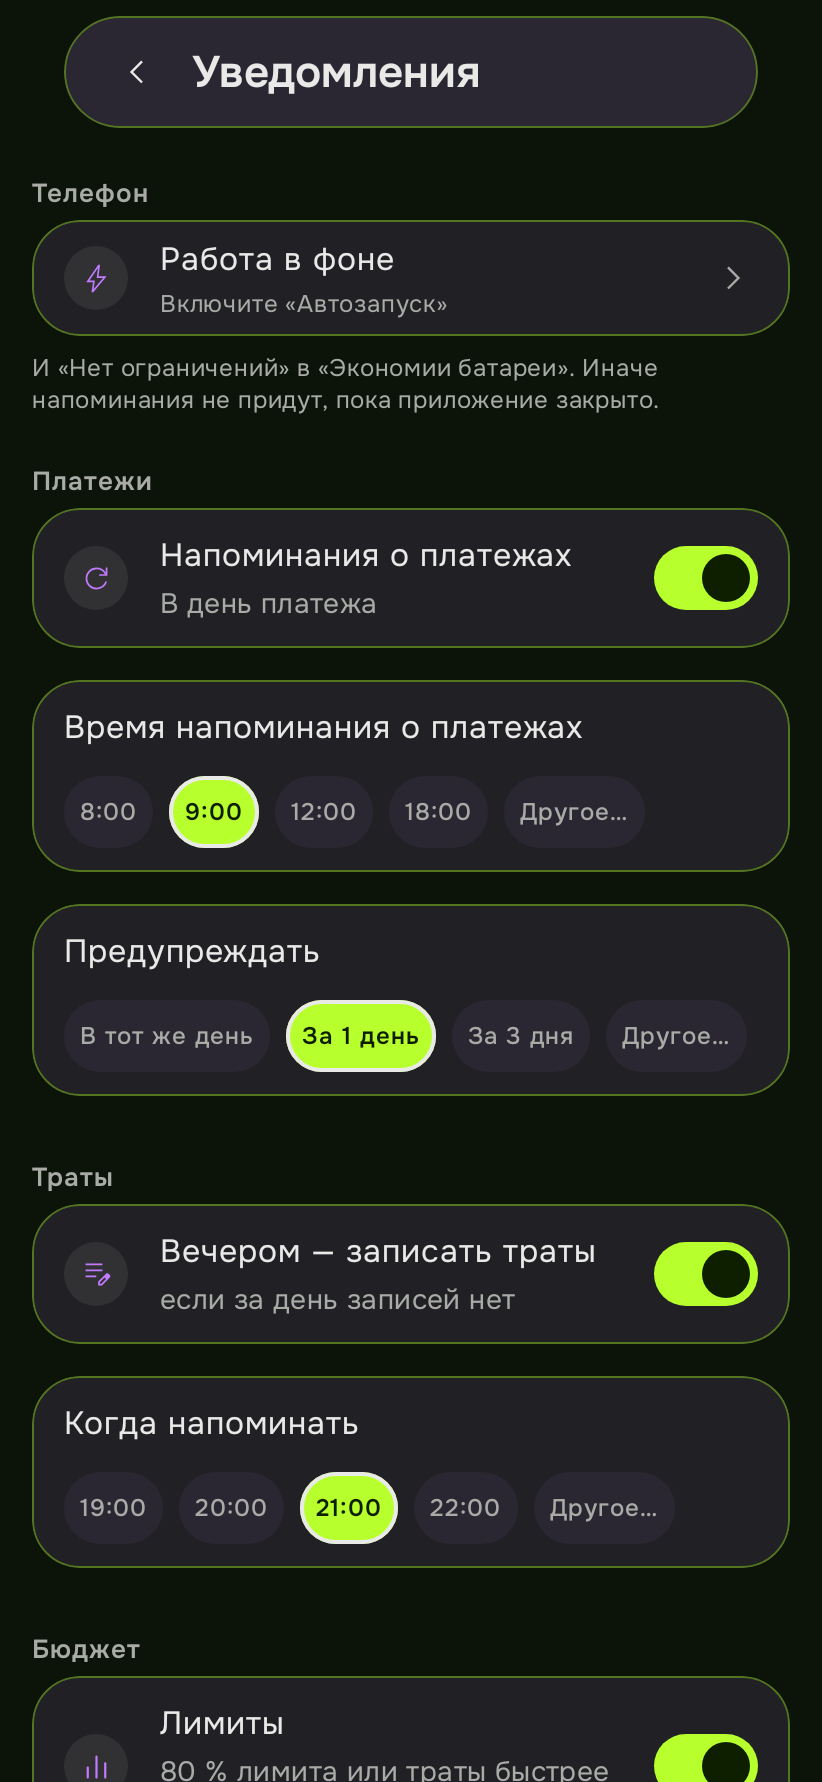 Уведомления
Телефон
Работа в фоне
Включите «Автозапуск»
И «Нет ограничений» в «Экономии батареи». Иначе
напоминания не придут, пока приложение закрыто.
Платежи
Напоминания о платежах
В день платежа
Время напоминания о платежах
8:00 9:00 12:00 18:00 Другое…
Предупреждать
В тот же день За 1 день За 3 дня Другое…
Траты
Вечером — записать траты
если за день записей нет
Когда напоминать
19:00 20:00 21:00 22:00 Другое…
Бюджет
Лимиты
80 % лимита или траты быстрее